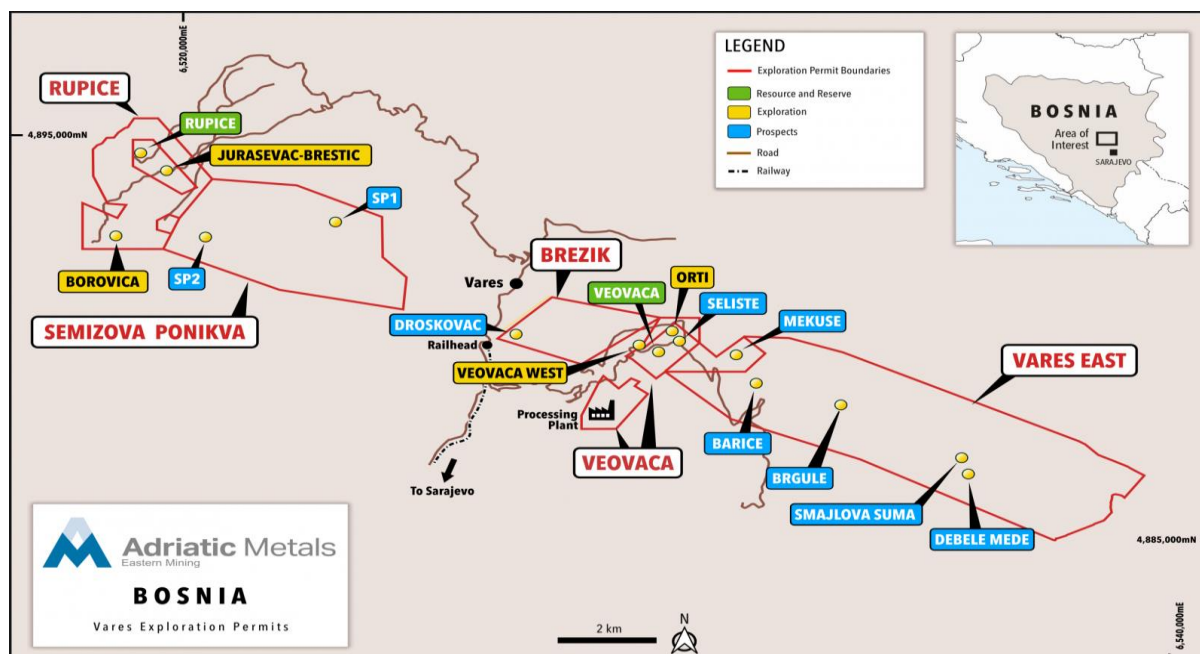 6,520,000mE
RUPICE
4,895,000mN
RUPICE
JURASEVAC-BRESTIC
SP1
BOROVICA
SP2
SEMIZOVA PONIKVA
LEGEND
Exploration Permit Boundaries
Resource and Reserve
Exploration
Prospects
Road
Railway
BOSNIA
Area of
Interest
SARAJEVO
BREZIK
Vares
VEOVACA
ORTI
SELISTE
MEKUSE
DROSKOVAC
Railhead
VEOVACA WEST
VARES EAST
Processing
Plant
VEOVACA
BARICE
BRGULE
To Sarajevo
SMAJLOVA SUMA
DEBELE MEDE
4,885,000mN
Adriatic Metals
Eastern Mining
BOSNIA
Vares Exploration Permits
2 km
N
6,540,000mE